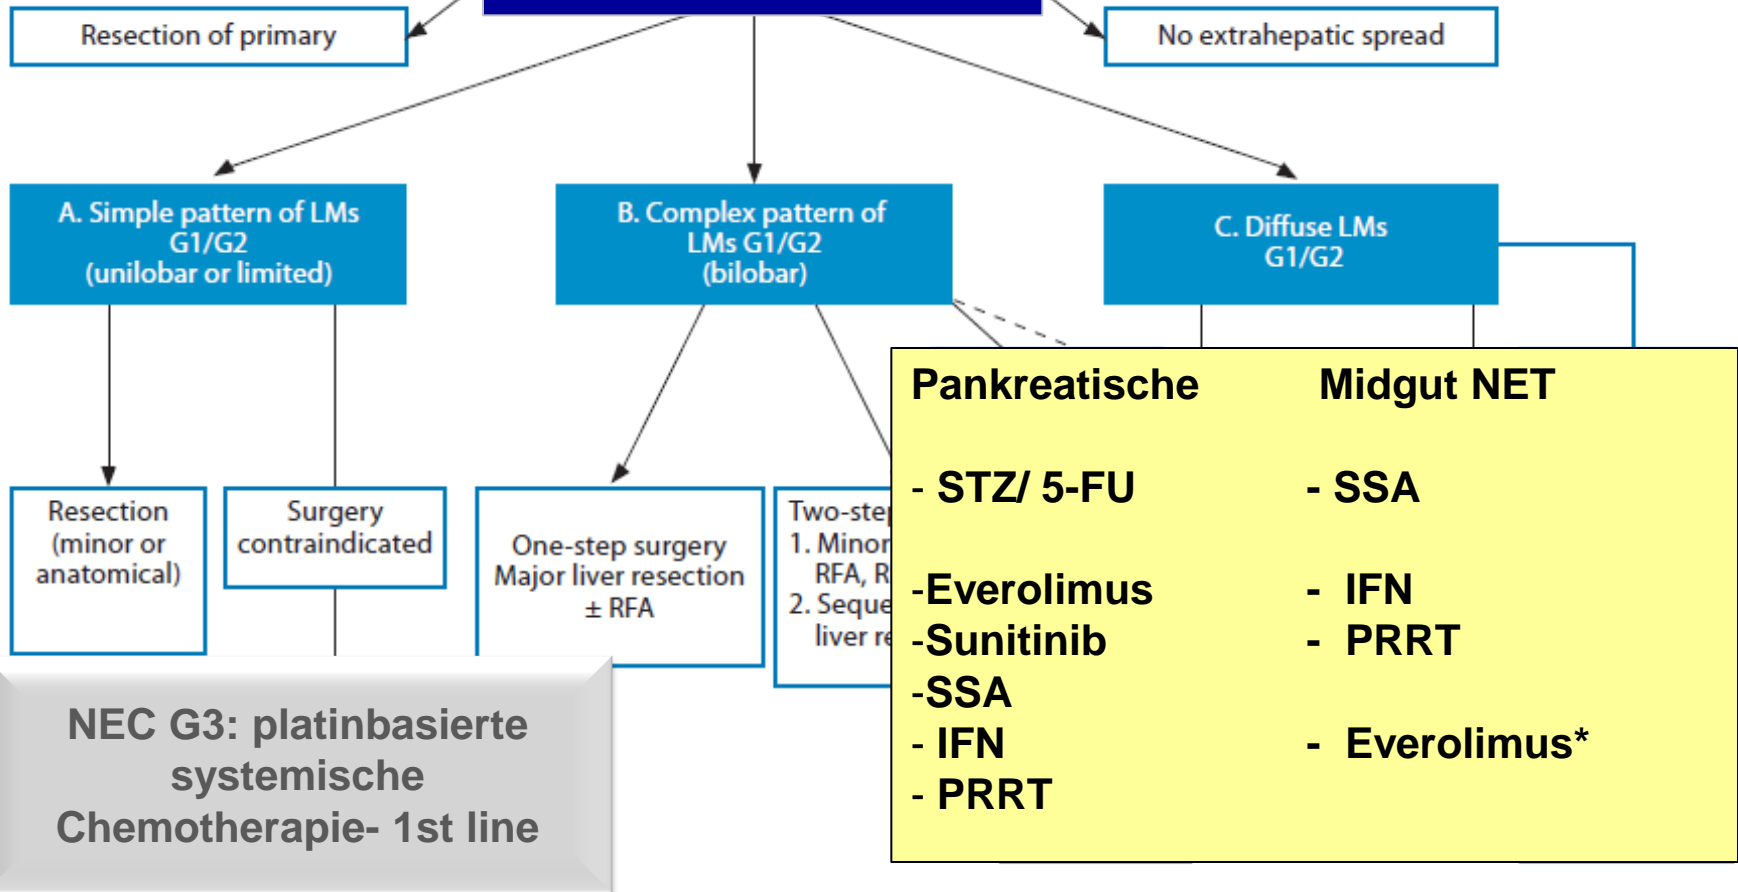 Resection of primary
No extrahepatic spread
A. Simple pattern of LMs
G1/G2
(unilobar or limited)
B. Complex pattern of
LMs G1/G2
(bilobar)
C. Diffuse LMs
G1/G2
Resection
(minor or
anatomical)
Surgery
contraindicated
One-step surgery
Major liver resection
± RFA
1. Minor
RFA,
2.
liver
Pankreatische Midgut NET
- STZ/ 5-FU - SSA
-Everolimus - IFN
-Sunitinib - PRRT
-SSA
- IFN - Everolimus*
- PRRT
NEC G3: platinbasierte
systemische
Chemotherapie- 1st line